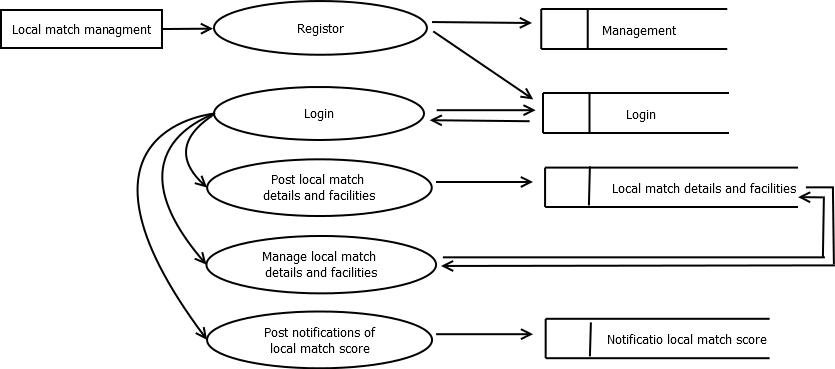 Local match managment
Registor
Management
Login
Login
Post local match
details and facilities
Local match details and facilities
Manage local match
details and facilities
Post notifications of
local match score
Notificatio local match score